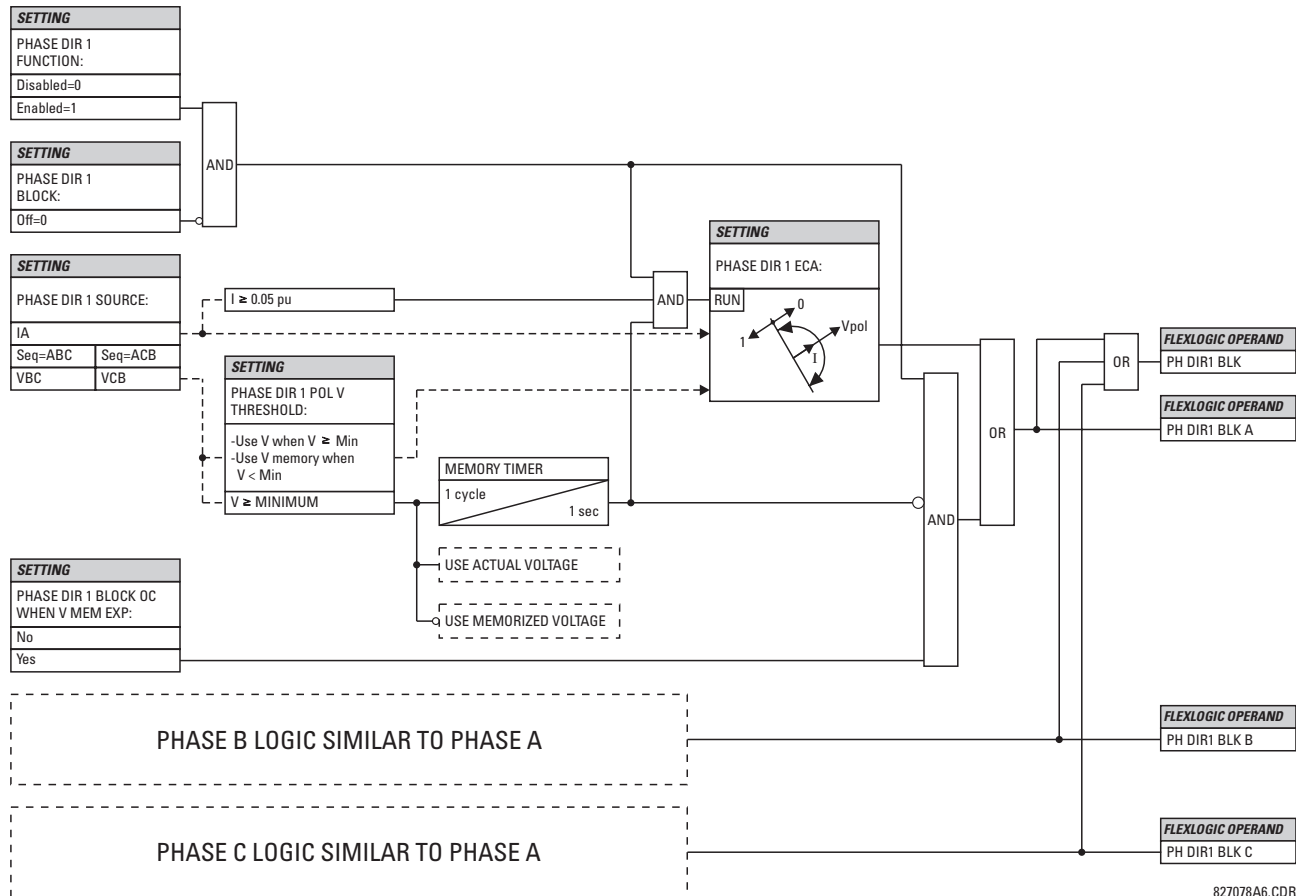 SETTING
PHASE DIR 1
FUNCTION:
Disabled=0
Enabled=1
SETTING
PHASE DIR 1
BLOCK:
Off=0
AND
SETTING
PHASE DIR 1 SOURCE:
IA
Seq=ABC Seq=ACB
VBC VCB
I ≥ 0.05 pu
SETTING
PHASE DIR 1 POL V
THRESHOLD:
-Use V when V ≥ Min
-Use V memory when
V < Min
V ≥ MINIMUM
AND
SETTING
PHASE DIR 1 ECA:
RUN
0
1
Vpol
I
MEMORY TIMER
1 cycle
1 sec
USE ACTUAL VOLTAGE
USE MEMORIZED VOLTAGE
AND
OR
OR
FLEXLOGIC OPERAND
PH DIR1 BLK
FLEXLOGIC OPERAND
PH DIR1 BLK A
SETTING
PHASE DIR 1 BLOCK OC
WHEN V MEM EXP:
No
Yes
PHASE B LOGIC SIMILAR TO PHASE A
FLEXLOGIC OPERAND
PH DIR1 BLK B
PHASE C LOGIC SIMILAR TO PHASE A
FLEXLOGIC OPERAND
PH DIR1 BLK C
827078A6.CDR